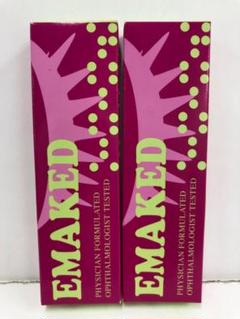 EMAKED
PHYSICIAN FORMULATED
OPHTHALMOLOGIST TESTED
EMAKED
PHYSICIAN FORMULATED
OPHTHALMOLOGIST TESTED